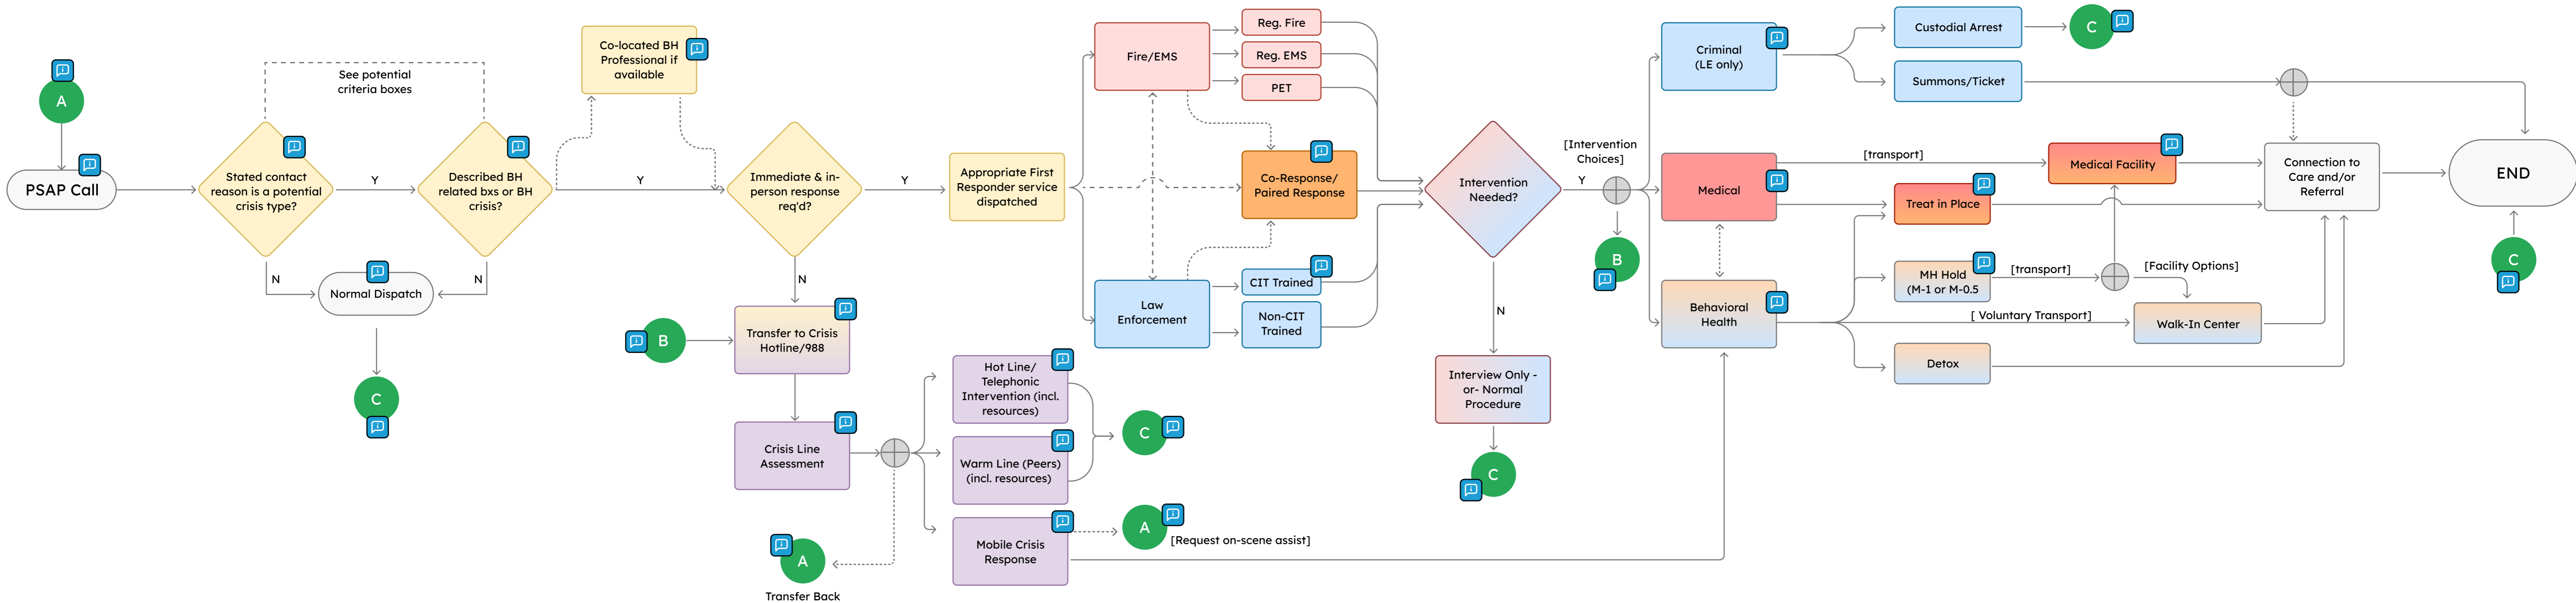 A
PSAP Call
See potential
criteria boxes
Stated contact
reason is a potential
crisis type?
Y
Described BH
related bxs or BH
crisis?
N
N
Normal Dispatch
C
Co-located BH
Professional if
available
Y
Immediate & in-
person response
req'd?
Y
N
B
Transfer to Crisis
Hotline/988
Crisis Line
Assessment
A
Transfer Back
Hot Line/
Telephonic
Intervention (incl.
resources)
Warm Line (Peers)
(incl. resources)
C
Mobile Crisis
Response
A
[Request on-scene assist]
Appropriate First
Responder service
dispatched
Fire/EMS
Reg. Fire
Reg. EMS
PET
Co-Response/
Paired Response
Law
Enforcement
CIT Trained
Non-CIT
Trained
Intervention
Needed?
N
Interview Only -
or- Normal
Procedure
C
[Intervention
Choices]
Y
B
Criminal
(LE only)
Custodial Arrest
C
Summons/Ticket
Medical
[transport]
Medical Facility
Treat in Place
Behavioral
Health
MH Hold
(M-1 or M-0.5
[transport]
[Facility Options]
[ Voluntary Transport]
Walk-In Center
Detox
Connection to
Care and/or
Referral
END
C